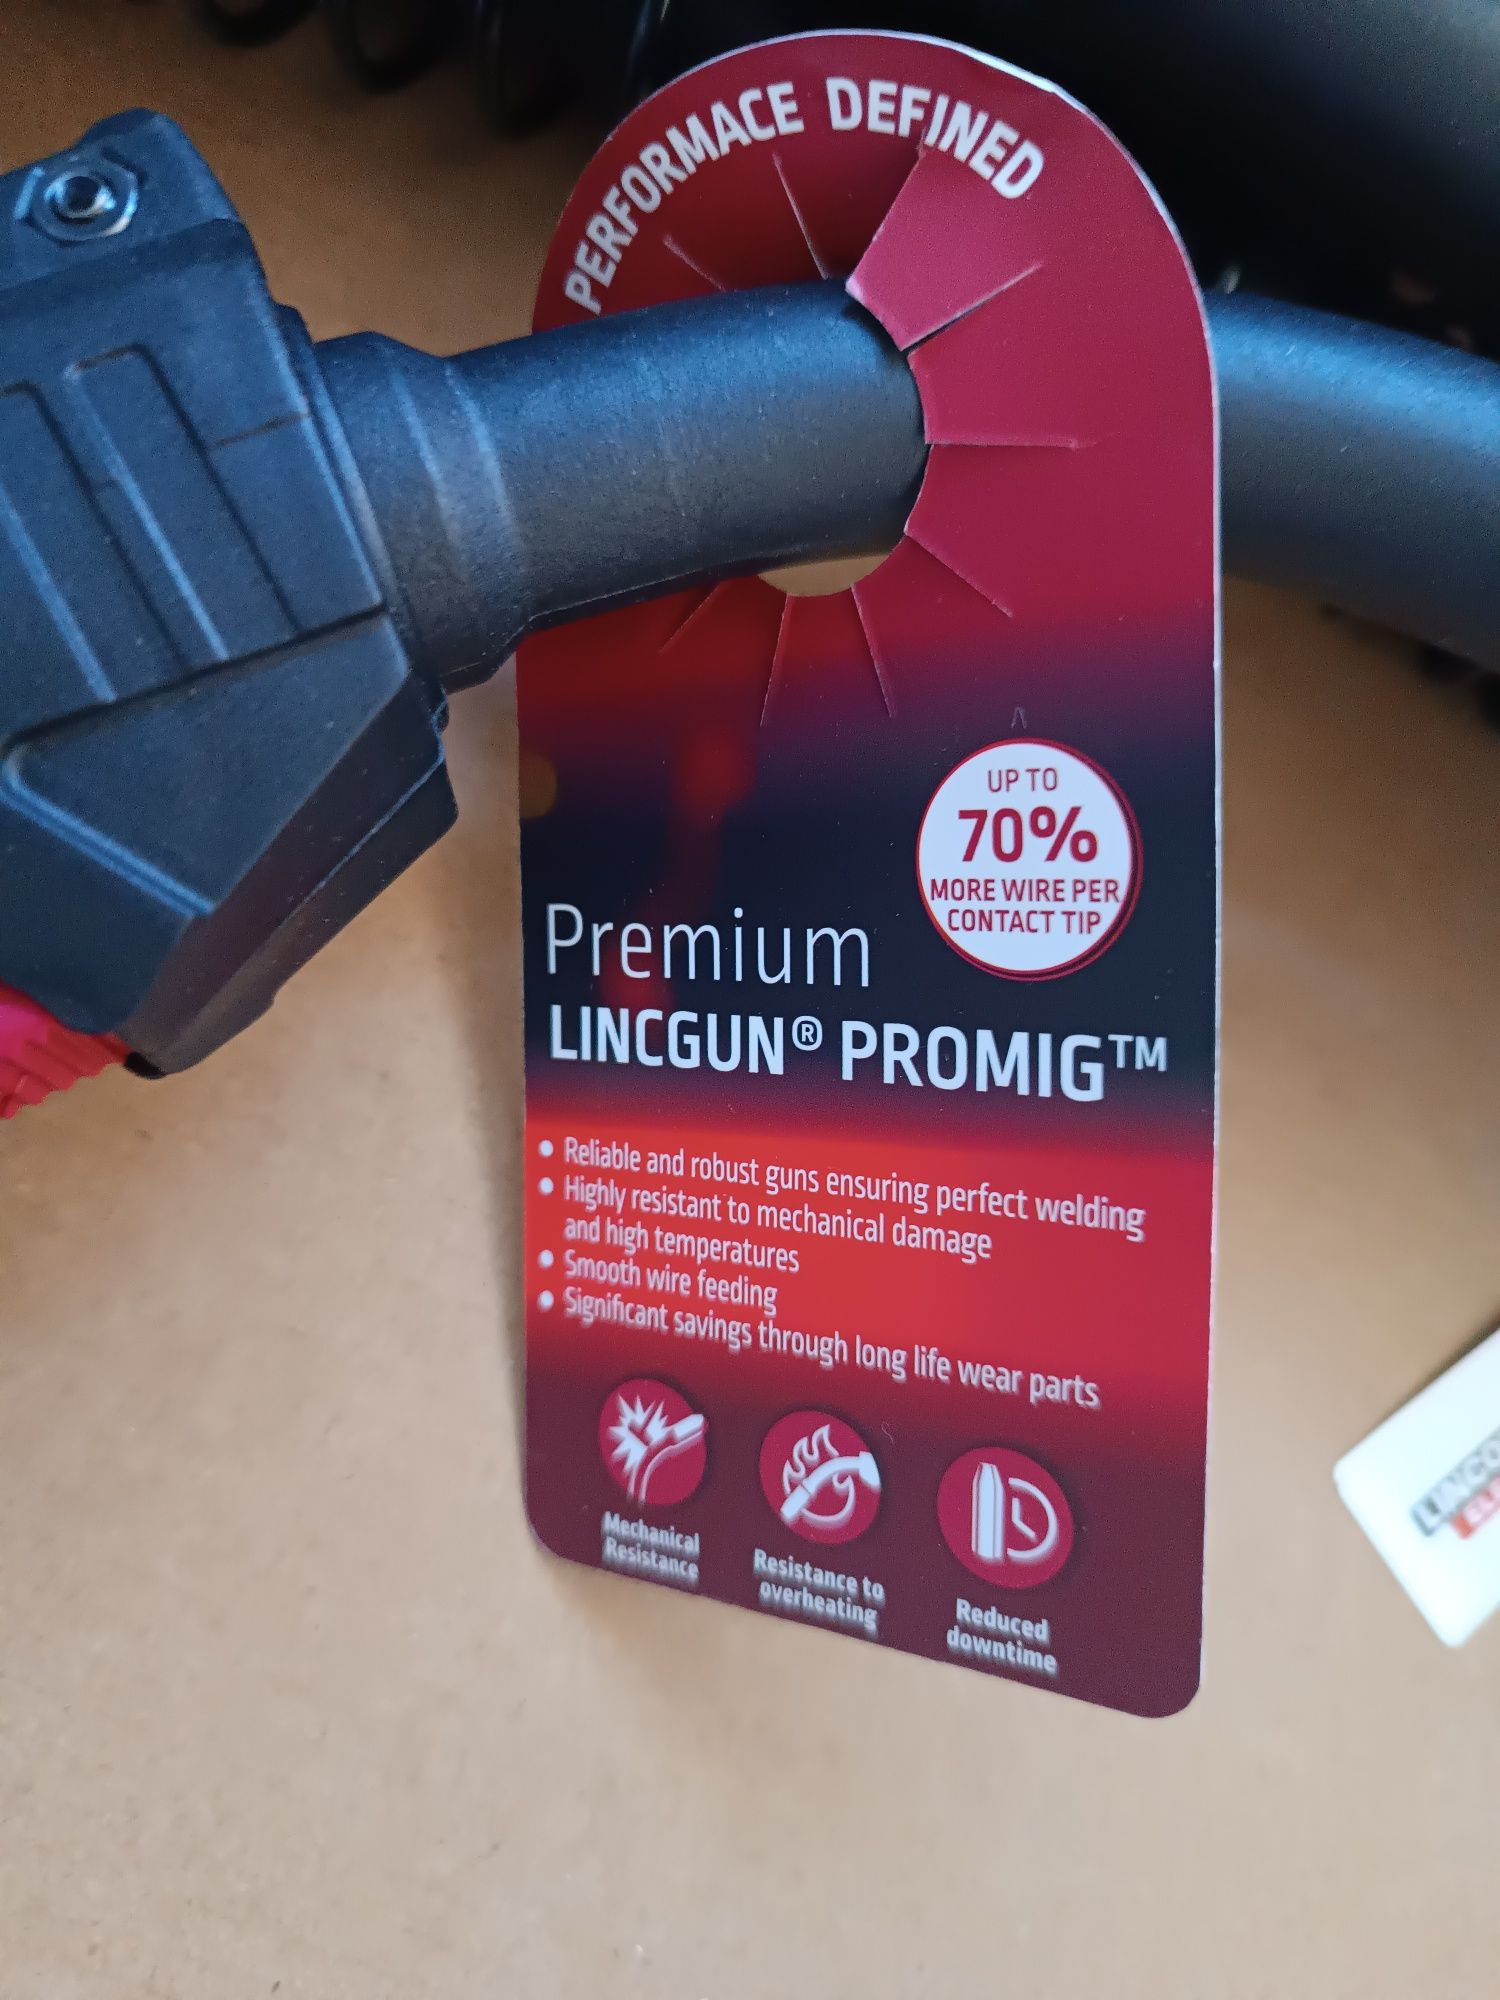 PERFORMACE DEFINED
UP TO
70%
MORE WIRE PER
CONTACT TIP
Premium
LINCGUN® PROMIG™
• Reliable and robust guns ensuring perfect welding
• Highly resistant to mechanical damage
and high temperatures
• Smooth wire feeding
• Significant savings through long life wear parts
Mechanical
Resistance
Resistance to
overheating
Reduced
downtime